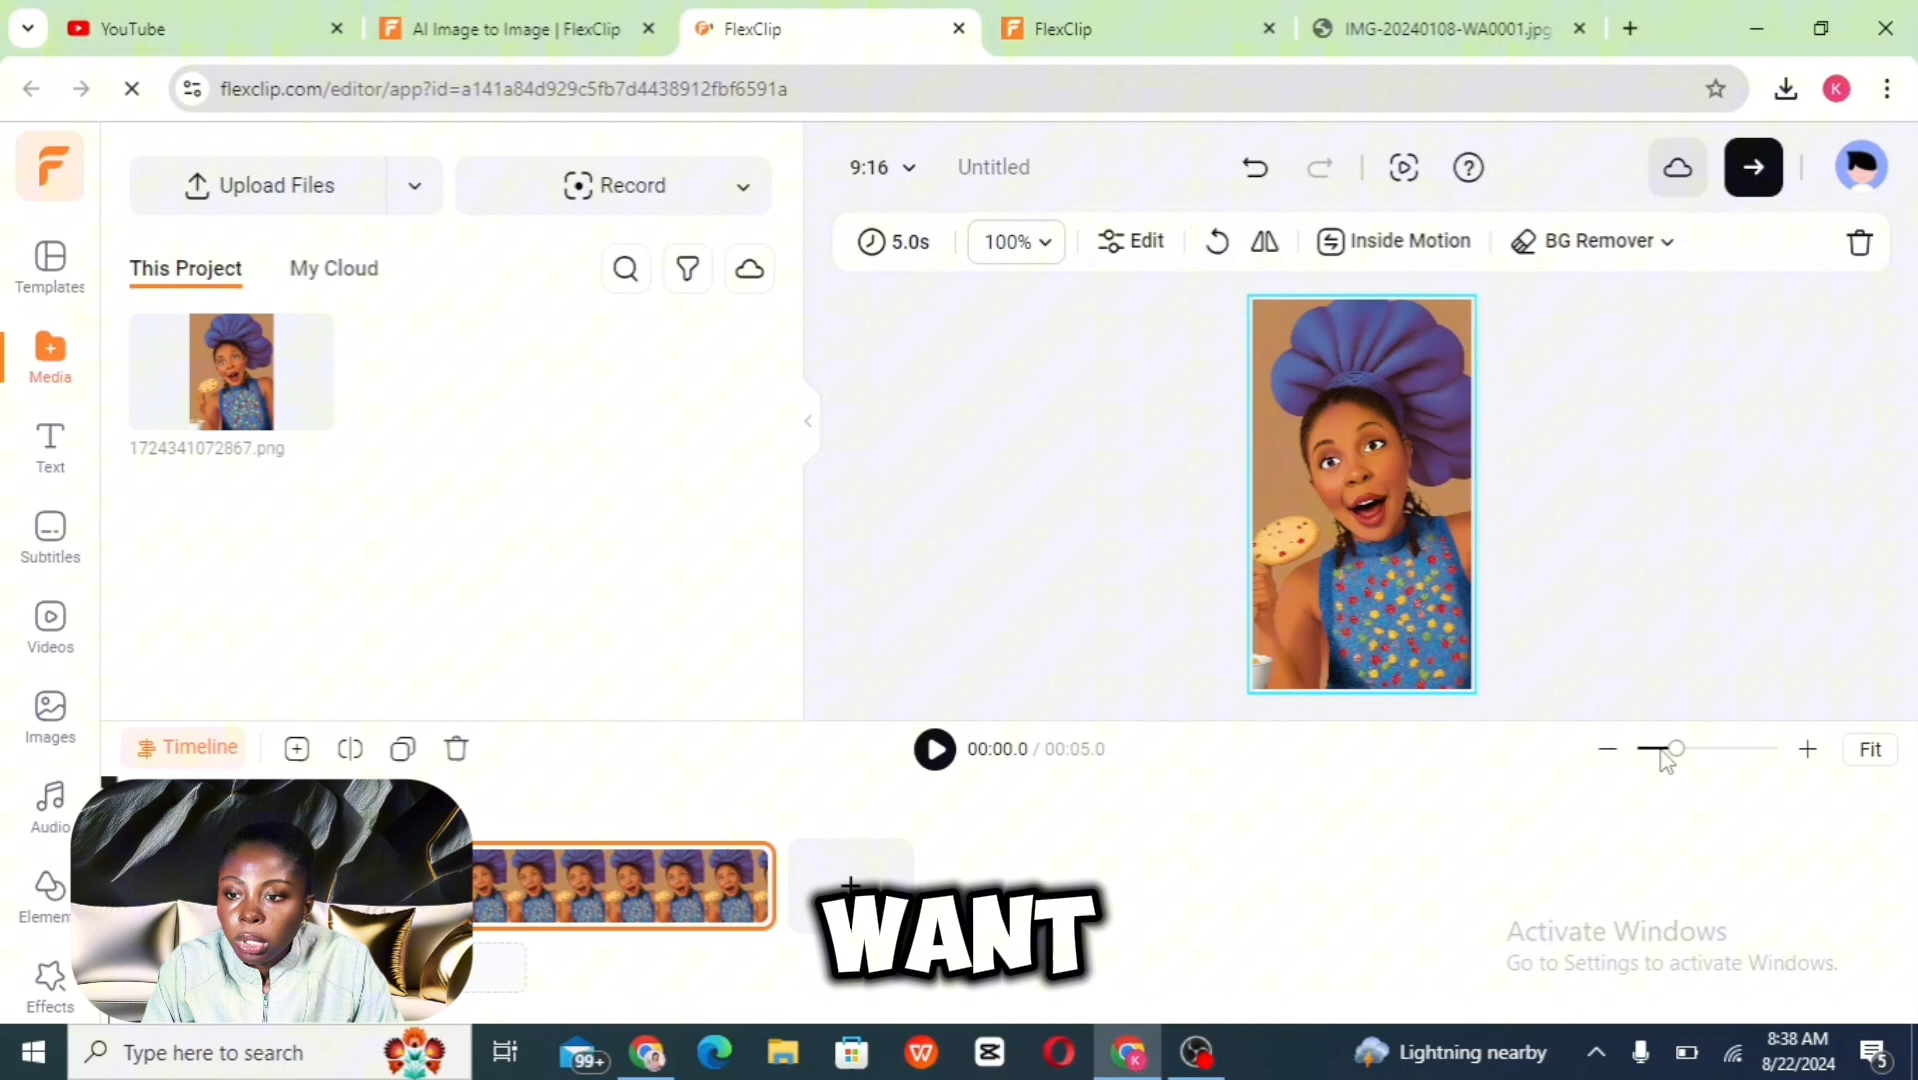 YouTube
AI Image to Image | FlexClip
FlexClip
FlexClip
IMG-20240108-WA0001.jpg
flexclip.com/editor/app?id=a141a84d929c5fb7d4438912fbf6591a
K
Upload Files
Record
9:16
Untitled
5.0s
100%
Edit
Inside Motion
BG Remover
This Project
My Cloud
1724341072867.png
Templates
Media
Text
Subtitles
Videos
Images
Audio
Elemen
Effects
Timeline
00:00.0 / 00:05.0
Fit
WANT
Activate Windows
Go to Settings to activate Windows.
Type here to search
99+
K
Lightning nearby
8:38 AM
8/22/2024
5